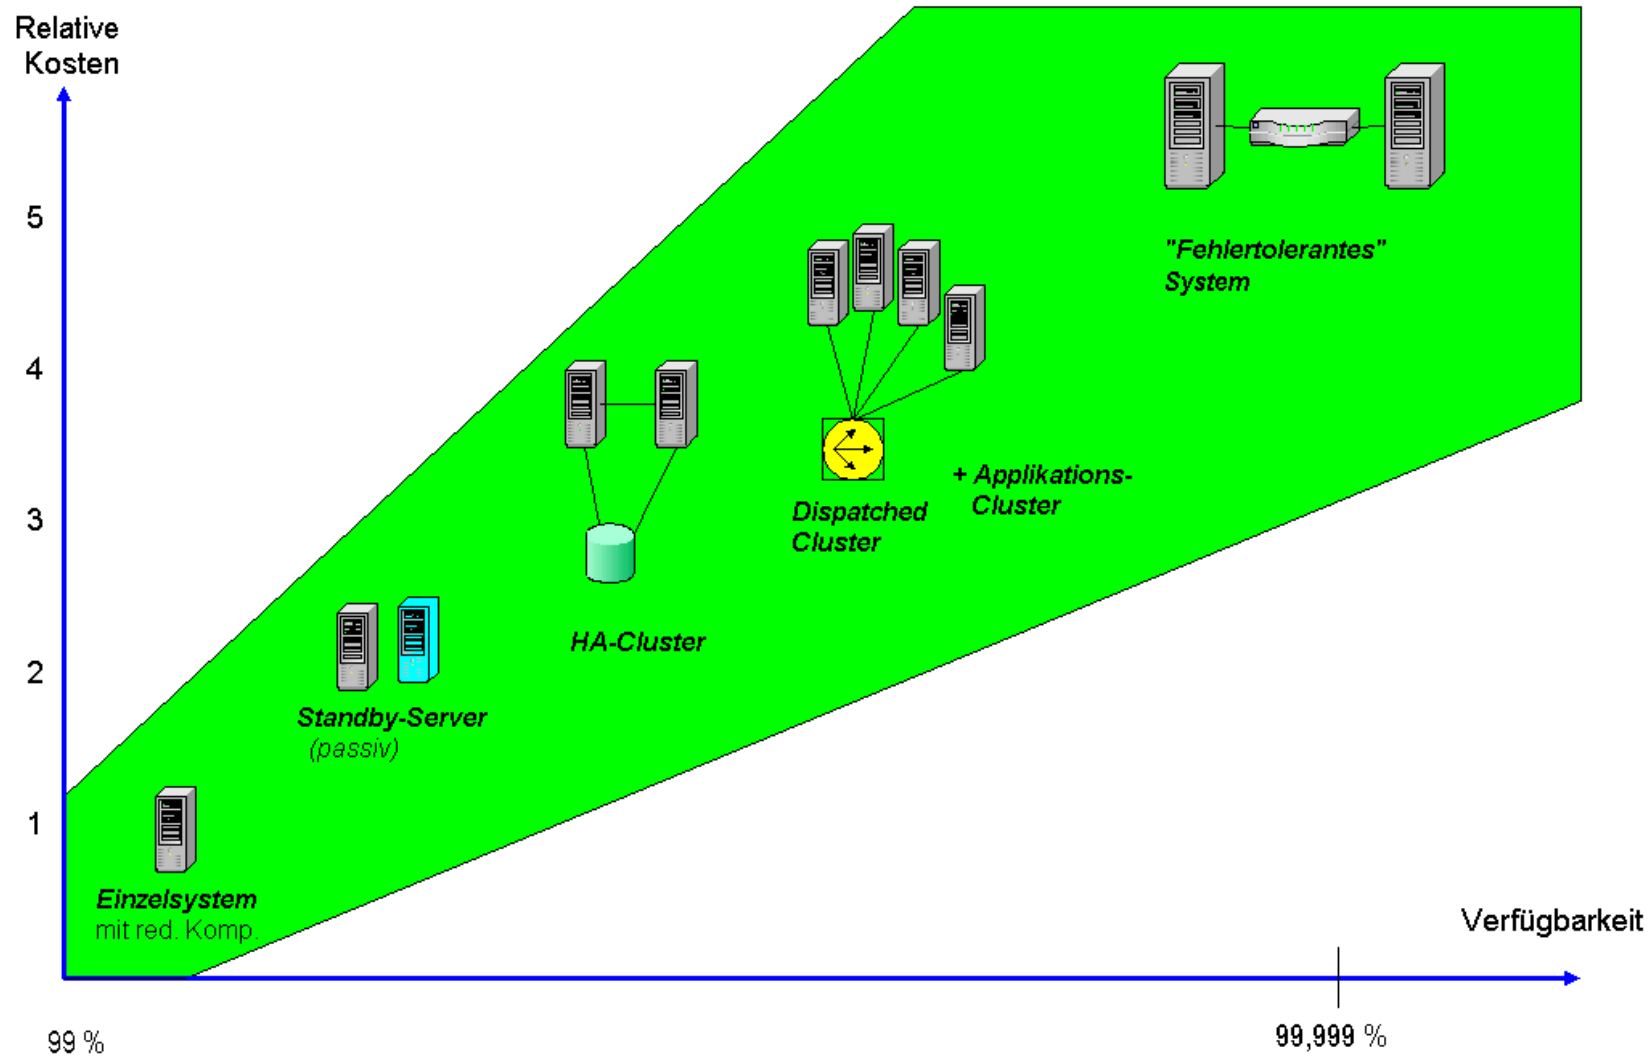 Relative
Kosten
5
"Fehlertolerantes"
System
4
+ Applikations-
Cluster
Dispatched
Cluster
3
HA-Cluster
2
Standby-Server
(passiv)
1
Einzelsystem
mit red. Komp.
Verfügbarkeit
99 %
99,999 %